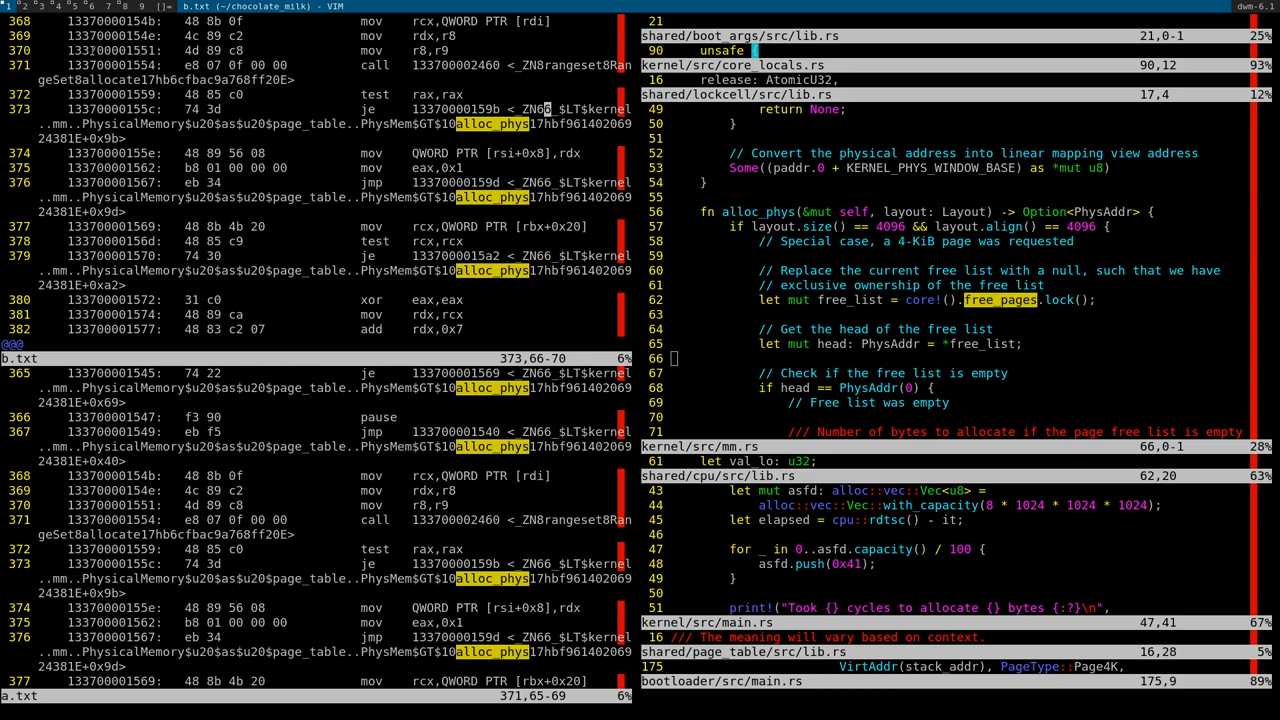 1 2 3 4 5 6 7 8 9 []= b.txt (~/chocolate_milk) - VIM dwm-6.1
368 13370000154b: 48 8b 0f mov rcx,QWORD PTR [rdi]
369 13370000154e: 4c 89 c2 mov rdx,r8
370 133700001551: 4d 89 c8 mov r8,r9
371 133700001554: e8 07 0f 00 00 call 133700002460 <_ZN8rangeset8Ran
geSet8allocate17hb6cfbac9a768ff20E>
372 133700001559: 48 85 c0 test rax,rax
373 13370000155c: 74 3d je 13370000159b <_ZN66_$LT$kernel
..mm..PhysicalMemory$u20$as$u20$page_table..PhysMem$GT$10alloc_phys17hbf961402069
24381E+0x9b>
374 13370000155e: 48 89 56 08 mov QWORD PTR [rsi+0x8],rdx
375 133700001562: b8 01 00 00 00 mov eax,0x1
376 133700001567: eb 34 jmp 13370000159d <_ZN66_$LT$kernel
..mm..PhysicalMemory$u20$as$u20$page_table..PhysMem$GT$10alloc_phys17hbf961402069
24381E+0x9d>
377 133700001569: 48 8b 4b 20 mov rcx,QWORD PTR [rbx+0x20]
378 13370000156d: 48 85 c9 test rcx,rcx
379 133700001570: 74 30 je 1337000015a2 <_ZN66_$LT$kernel
..mm..PhysicalMemory$u20$as$u20$page_table..PhysMem$GT$10alloc_phys17hbf961402069
24381E+0xa2>
380 133700001572: 31 c0 xor eax,eax
381 133700001574: 48 89 ca mov rdx,rcx
382 133700001577: 48 83 c2 07 add rdx,0x7
@@@
b.txt 373,66-70 6%
365 133700001545: 74 22 je 133700001569 <_ZN66_$LT$kernel
..mm..PhysicalMemory$u20$as$u20$page_table..PhysMem$GT$10alloc_phys17hbf961402069
24381E+0x69>
366 133700001547: f3 90 pause
367 133700001549: eb f5 jmp 133700001540 <_ZN66_$LT$kernel
..mm..PhysicalMemory$u20$as$u20$page_table..PhysMem$GT$10alloc_phys17hbf961402069
24381E+0x40>
368 13370000154b: 48 8b 0f mov rcx,QWORD PTR [rdi]
369 13370000154e: 4c 89 c2 mov rdx,r8
370 133700001551: 4d 89 c8 mov r8,r9
371 133700001554: e8 07 0f 00 00 call 133700002460 <_ZN8rangeset8Ran
geSet8allocate17hb6cfbac9a768ff20E>
372 133700001559: 48 85 c0 test rax,rax
373 13370000155c: 74 3d je 13370000159b <_ZN66_$LT$kernel
..mm..PhysicalMemory$u20$as$u20$page_table..PhysMem$GT$10alloc_phys17hbf961402069
24381E+0x9b>
374 13370000155e: 48 89 56 08 mov QWORD PTR [rsi+0x8],rdx
375 133700001562: b8 01 00 00 00 mov eax,0x1
376 133700001567: eb 34 jmp 13370000159d <_ZN66_$LT$kernel
..mm..PhysicalMemory$u20$as$u20$page_table..PhysMem$GT$10alloc_phys17hbf961402069
24381E+0x9d>
377 133700001569: 48 8b 4b 20 mov rcx,QWORD PTR [rbx+0x20]
a.txt 371,65-69 6%
21
shared/boot_args/src/lib.rs 21,0-1 25%
90 unsafe {
kernel/src/core_locals.rs 90,12 93%
16 release: AtomicU32,
shared/lockcell/src/lib.rs 17,4 12%
49 return None;
50 }
51
52 // Convert the physical address into linear mapping view address
53 Some((paddr.0 + KERNEL_PHYS_WINDOW_BASE) as *mut u8)
54 }
55
56 fn alloc_phys(&mut self, layout: Layout) -> Option<PhysAddr> {
57 if layout.size() == 4096 && layout.align() == 4096 {
58 // Special case, a 4-KiB page was requested
59
60 // Replace the current free list with a null, such that we have
61 // exclusive ownership of the free list
62 let mut free_list = core!().free_pages.lock();
63
64 // Get the head of the free list
65 let mut head: PhysAddr = *free_list;
66
67 // Check if the free list is empty
68 if head == PhysAddr(0) {
69 // Free list was empty
70
71 /// Number of bytes to allocate if the page free list is empty
kernel/src/mm.rs 66,0-1 28%
61 let val_lo: u32;
shared/cpu/src/lib.rs 62,20 63%
43 let mut asfd: alloc::vec::Vec<u8> =
44 alloc::vec::Vec::with_capacity(8 * 1024 * 1024 * 1024);
45 let elapsed = cpu::rdtsc() - it;
46
47 for _ in 0..asfd.capacity() / 100 {
48 asfd.push(0x41);
49 }
50
51 print!("Took {} cycles to allocate {} bytes {:?}\n",
kernel/src/main.rs 47,41 67%
16 /// The meaning will vary based on context.
shared/page_table/src/lib.rs 16,28 5%
175 VirtAddr(stack_addr), PageType::Page4K,
bootloader/src/main.rs 175,9 89%